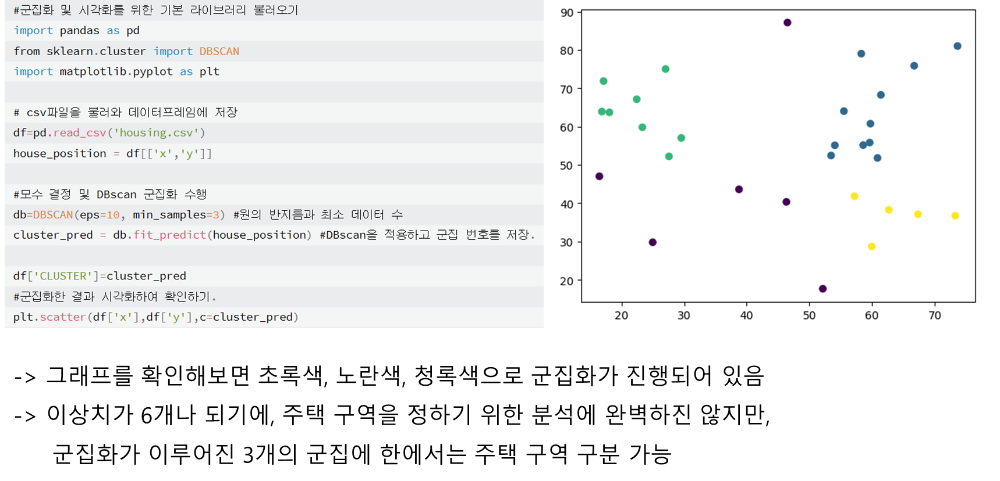 #군집화 및 시각화를 위한 기본 라이브러리 불러오기
import pandas as pd
from sklearn.cluster import DBSCAN
import matplotlib.pyplot as plt
# csv파일을 불러와 데이터프레임에 저장
df=pd.read_csv('housing.csv')
house_position = df[['x','y']]
#모수 결정 및 DBscan 군집화 수행
db=DBSCAN(eps=10, min_samples=3) #원의 반지름과 최소 데이터 수
cluster_pred = db.fit_predict(house_position) #DBscan을 적용하고 군집 번호를 저장.
df['CLUSTER']=cluster_pred
#군집화한 결과 시각화하여 확인하기.
plt.scatter(df['x'],df['y'],c=cluster_pred)
90
80
70
60
50
40
30
20
20 30 40 50 60 70
-> 그래프를 확인해보면 초록색, 노란색, 청록색으로 군집화가 진행되어 있음
-> 이상치가 6개나 되기에, 주택 구역을 정하기 위한 분석에 완벽하진 않지만,
군집화가 이루어진 3개의 군집에 한에서는 주택 구역 구분 가능